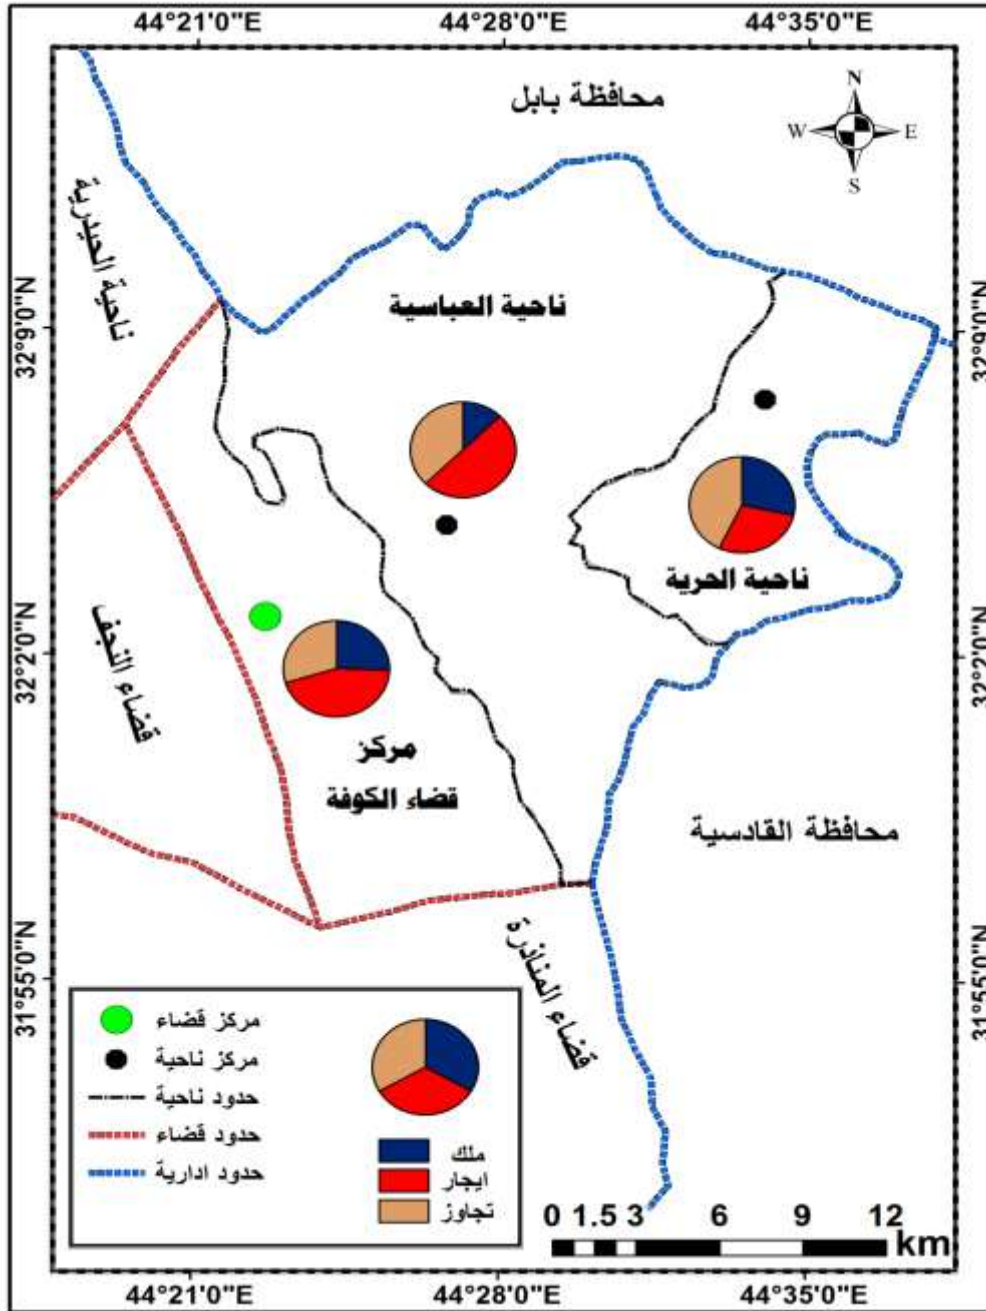 44°21'0"E 44°28'0"E 44°35'0"E
محافظة بابل
N
W E
S
ناحية الحيدرية
ناحية العباسية
32°9'0"N 32°9'0"N
ناحية الحرية
32°2'0"N 32°2'0"N
قضاء النجف
مركز
قضاء الكوفة
محافظة القادسية
قضاء المناذرة
31°55'0"N 31°55'0"N
مركز قضاء
مركز ناحية
حدود ناحية
حدود قضاء
حدود ادارية
ملك
ايجار
تجاوز
0 1.5 3 6 9 12
km
44°21'0"E 44°28'0"E 44°35'0"E